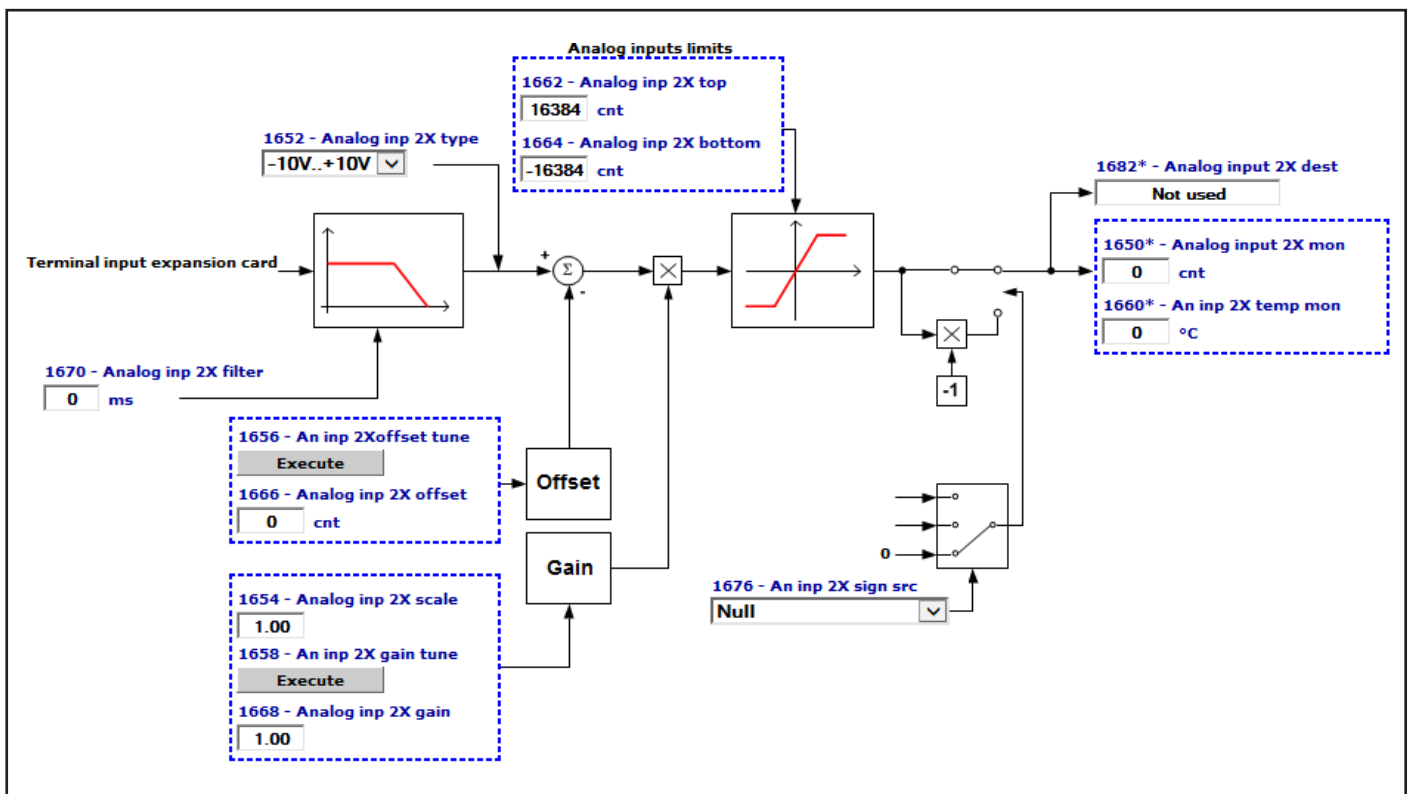 Analog inputs limits
1662 - Analog inp 2X top
16384 cnt
1664 - Analog inp 2X bottom
-16384 cnt
1652 - Analog inp 2X type
-10V..+10V
1682* - Analog input 2X dest
Not used
1650* - Analog input 2X mon
0 cnt
1660* - An inp 2X temp mon
0 °C
Terminal input expansion card
+
Σ
-
-1
1670 - Analog inp 2X filter
0 ms
1656 - An inp 2Xoffset tune
Execute
1666 - Analog inp 2X offset
0 cnt
Offset
Gain
1654 - Analog inp 2X scale
1.00
1658 - An inp 2X gain tune
Execute
1668 - Analog inp 2X gain
1.00
0
1676 - An inp 2X sign src
Null